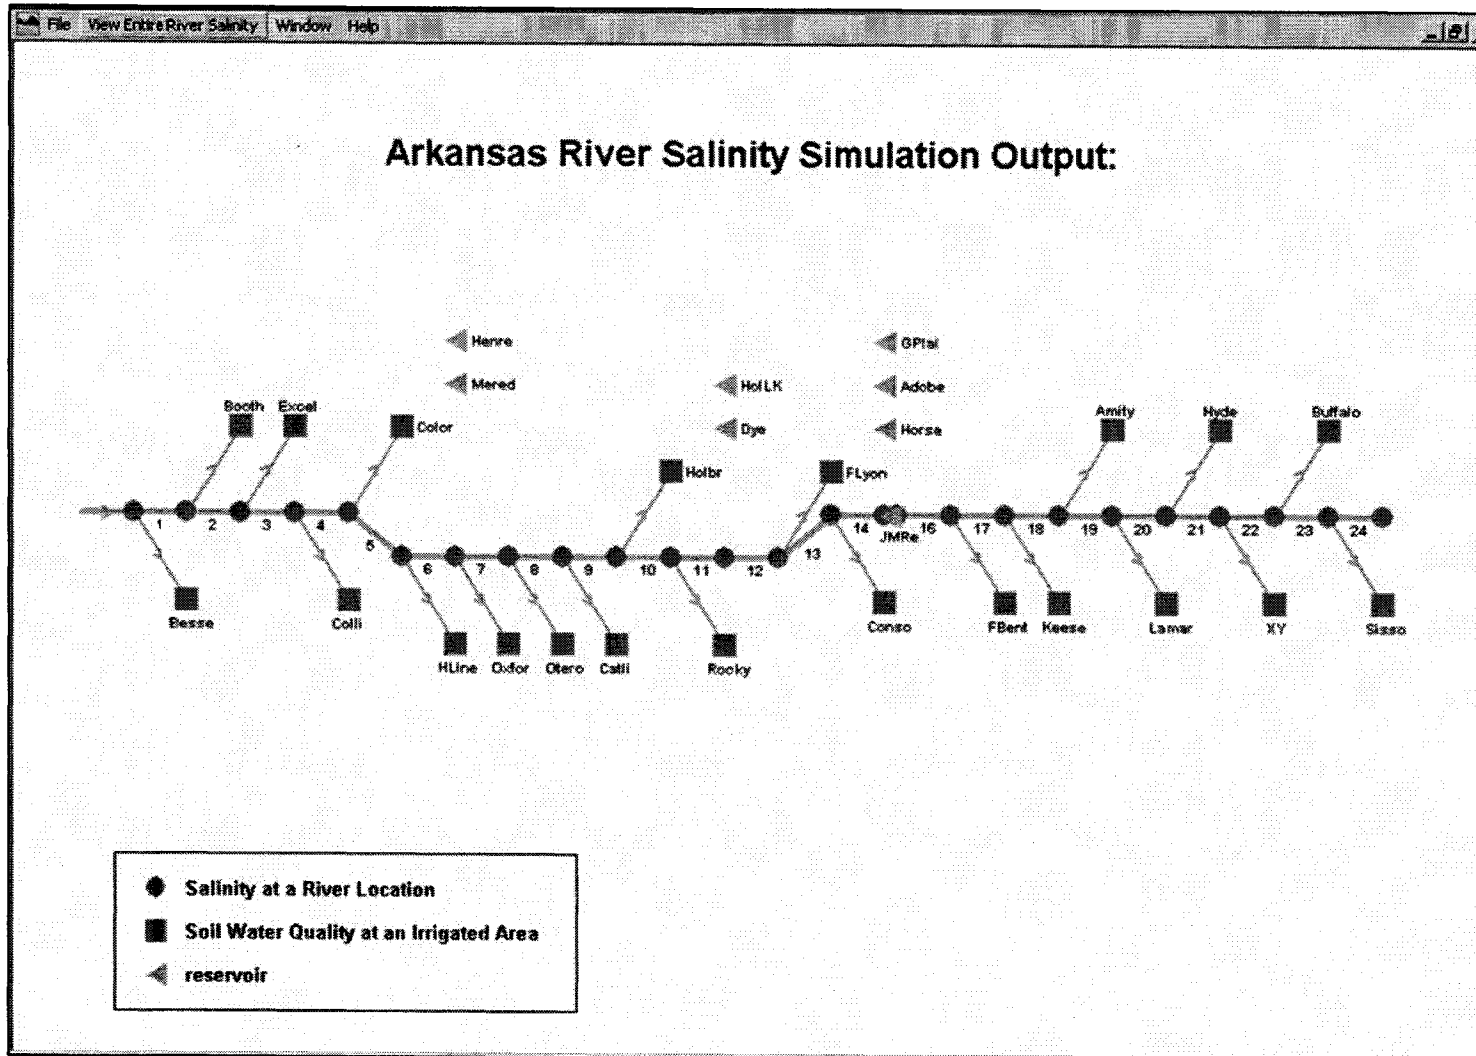 File View Entire River Salinity Window Help
Arkansas River Salinity Simulation Output:
Henre
GPlai
Mered
HolLK
Adobe
Booth
Excel
Color
Dye
Horse
Amity
Hyde
Buffalo
Holbr
FLyon
1 2 3 4 5 6 7 8 9 10 11 12 13 14 JMRe 16 17 18 19 20 21 22 23 24
Besse
Colli
Conso
FBent
Keese
Lamar
XY
Sisso
HLine
Oxfor
Otero
Catli
Rocky
Salinity at a River Location
Soil Water Quality at an Irrigated Area
reservoir